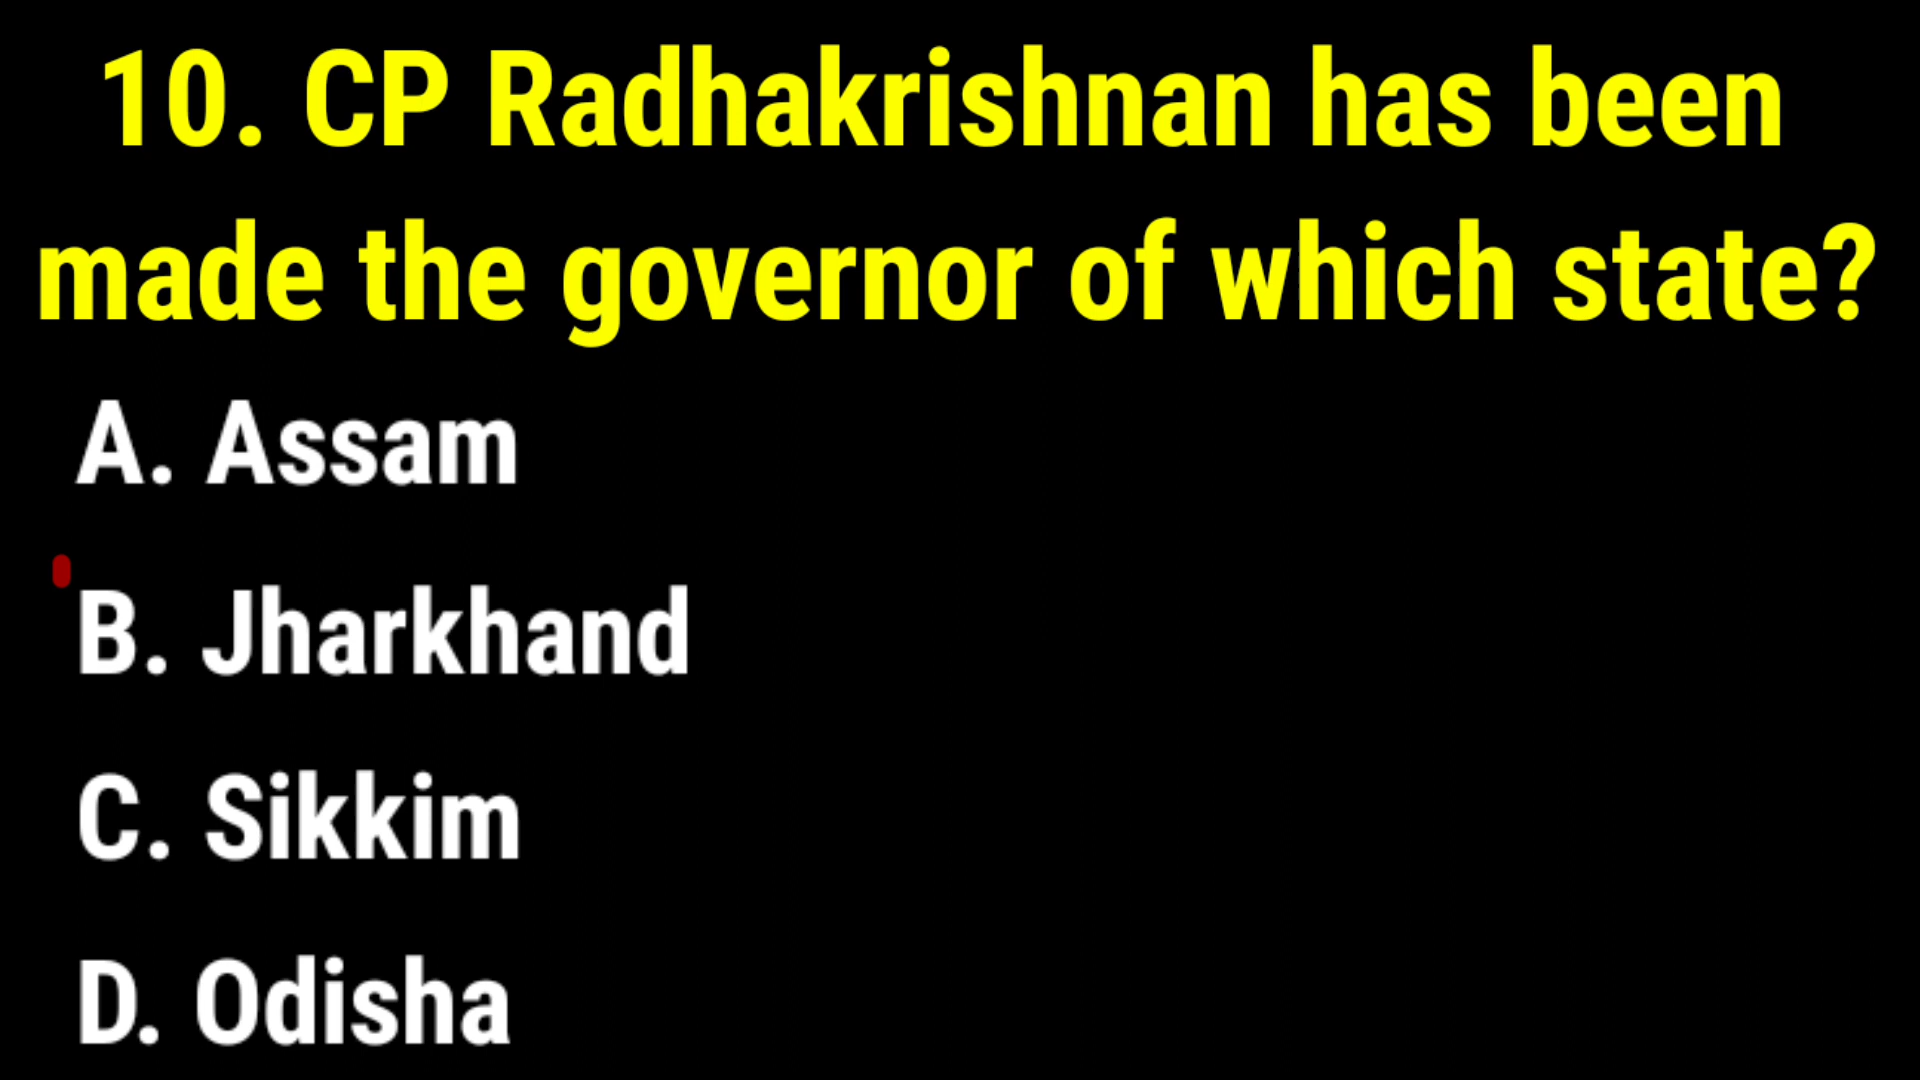 10. CP Radhakrishnan has been
made the governor of which state?
A. Assam
B. Jharkhand
C. Sikkim
D. Odisha